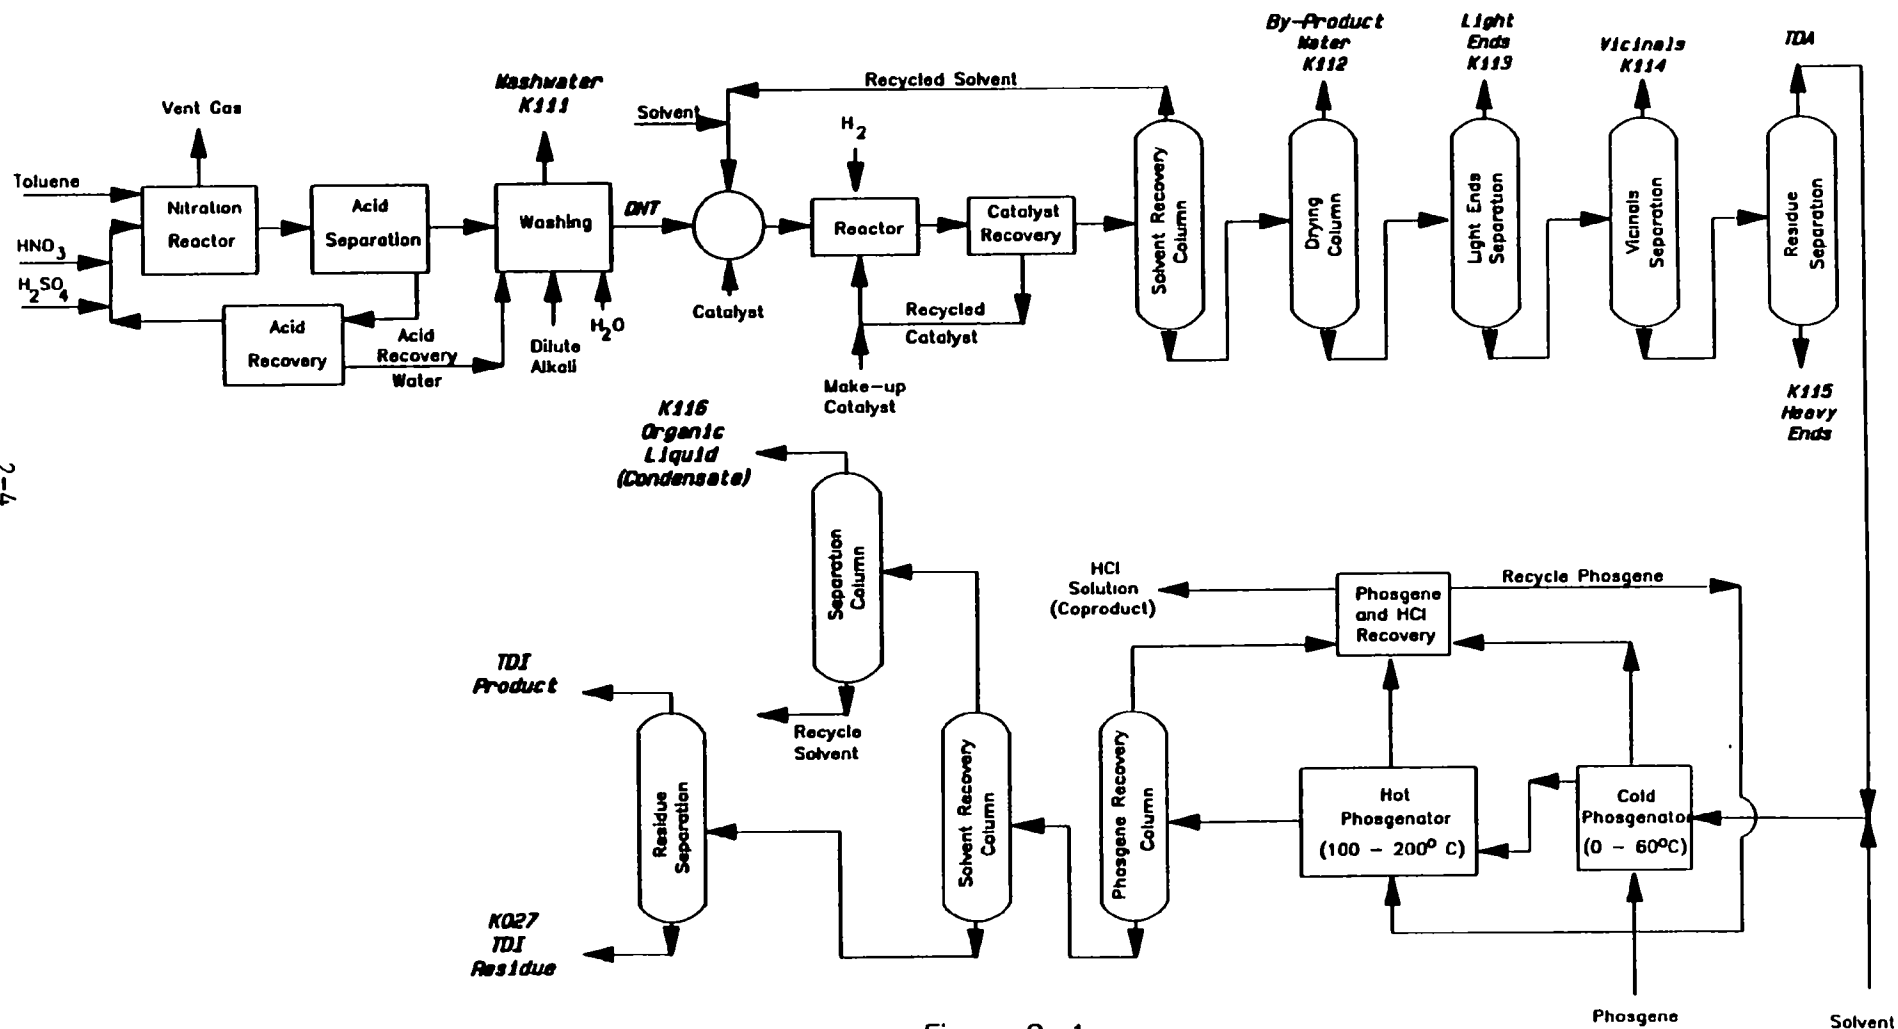 By-Product
Water
K112
Light
Ends
K113
Vicinals
K114
TDA
Washwater
K111
Recycled Solvent
Vent Gas
Solvent
H2
Toluene
Nitration
Reactor
Acid
Separation
Washing
DNT
Reactor
Catalyst
Recovery
Solvent Recovery
Column
Drying
Column
Light Ends
Separation
Vicinals
Separation
Residue
Separation
HNO3
H2SO4
Acid
Recovery
Acid
Recovery
Water
Dilute
Alkali
H2O
Catalyst
Recycled
Catalyst
Make-up
Catalyst
K115
Heavy
Ends
K116
Organic
Liquid
(Condensate)
2-4
Separation
Column
HCl
Solution
(Coproduct)
Phosgene
and HCl
Recovery
Recycle Phosgene
TDI
Product
Recycle
Solvent
Residue
Separation
Solvent Recovery
Column
Phosgene Recovery
Column
Hot
Phosgenator
(100 - 200° C)
Cold
Phosgenator
(0 - 60°C)
K027
TDI
Residue
Phosgene
Solvent